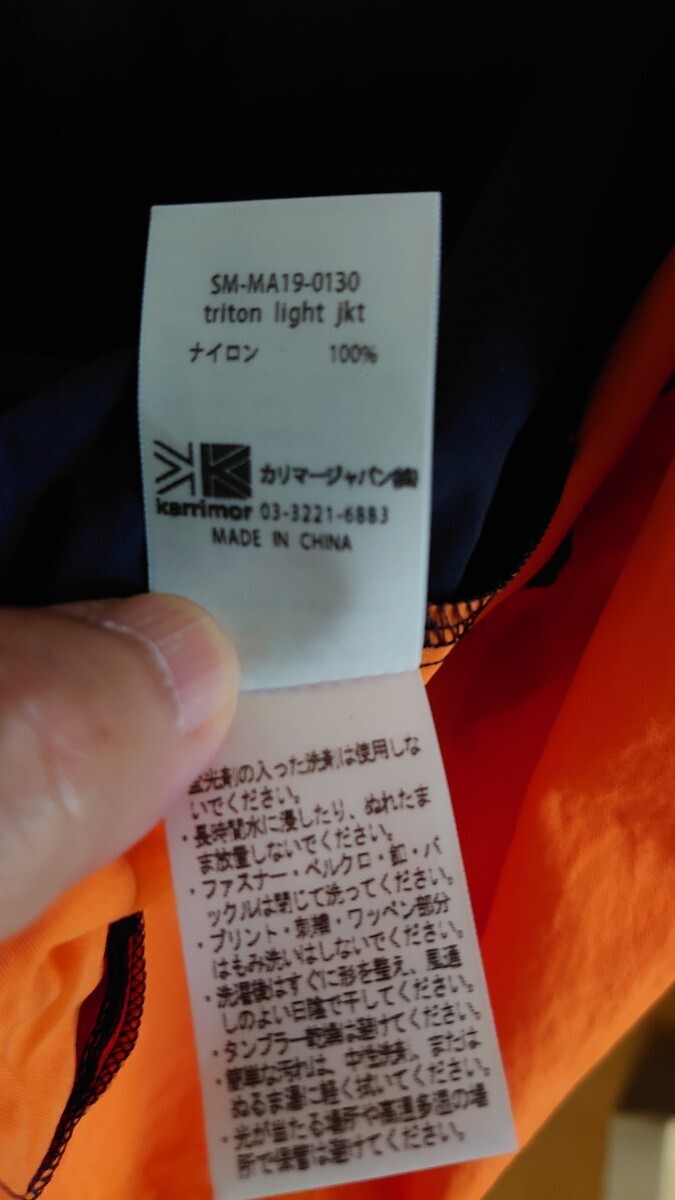 SM-MA19-0130
triton light jkt
ナイロン 100%
カリマージャパン㈱
karrimor 03-3221-6883
MADE IN CHINA
蛍光剤の入った洗剤は使用しな
いでください。
・長時間水に浸したり、ぬれたま
ま放置しないでください。
・ファスナー・ベルクロ・釦・バ
ックルは閉じて洗ってください。
・プリント・刺繍・ワッペン部分
はもみ洗いはしないでください。
・洗濯後はすぐに形を整え、風通
しのよい日陰で干してください。
・タンブラー乾燥は避けてください。
・簡単な汚れは、中性洗剤、または
ぬるま湯に軽く拭いてください。
・光が当たる場所や高温多湿の場
所で保管は避けてください。